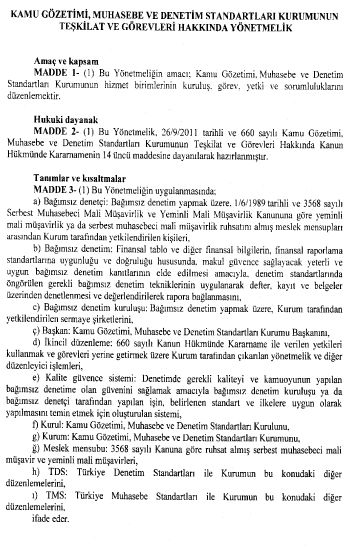 KAMU GÖZETİMİ, MUHASEBE VE DENETİM STANDARTLARI KURUMUNUN
TEŞKİLAT VE GÖREVLERİ HAKKINDA YÖNETMELİK
Amaç ve kapsam
MADDE 1- (1) Bu Yönetmeliğin amacı; Kamu Gözetimi, Muhasebe ve Denetim
Standartları Kurumunun hizmet birimlerinin kuruluş, görev, yetki ve sorumluluklarını
düzenlemektir.
Hukuki dayanak
MADDE 2- (1) Bu Yönetmelik, 26/9/2011 tarihli ve 660 sayılı Kamu Gözetimi,
Muhasebe ve Denetim Standartları Kurumunun Teşkilat ve Görevleri Hakkında Kanun
Hükmünde Kararnamenin 14 üncü maddesine dayanılarak hazırlanmıştır.
Tanımlar ve kısaltmalar
MADDE 3- (1) Bu Yönetmeliğin uygulanmasında;
a) Bağımsız denetçi: Bağımsız denetim yapmak üzere, 1/6/1989 tarihli ve 3568 sayılı
Serbest Muhasebeci Mali Müşavirlik ve Yeminli Mali Müşavirlik Kanununa göre yeminli
mali müşavirlik ya da serbest muhasebeci mali müşavirlik ruhsatını almış meslek mensupları
arasından Kurum tarafından yetkilendirilen kişileri,
b) Bağımsız denetim: Finansal tablo ve diğer finansal bilgilerin, finansal raporlama
standartlarına uygunluğu ve doğruluğu hususunda, makul güvence sağlayacak yeterli ve
uygun bağımsız denetim kanıtlarının elde edilmesi amacıyla, denetim standartlarında
öngörülen gerekli bağımsız denetim tekniklerinin uygulanarak defter, kayıt ve belgeler
üzerinden denetlenmesi ve değerlendirilerek rapora bağlanmasını,
c) Bağımsız denetim kuruluşu: Bağımsız denetim yapmak üzere, Kurum tarafından
yetkilendirilen sermaye şirketlerini,
ç) Başkan: Kamu Gözetimi, Muhasebe ve Denetim Standartları Kurumu Başkanını,
d) İkincil düzenleme: 660 sayılı Kanun Hükmünde Kararname ile verilen yetkileri
kullanmak ve görevleri yerine getirmek üzere Kurum tarafından çıkarılan yönetmelik ve diğer
düzenleyici işlemleri,
e) Kalite güvence sistemi: Denetimde gerekli kaliteyi ve kamuoyunun yapılan
bağımsız denetime olan güvenini sağlamak amacıyla bağımsız denetim kuruluşu ya da
bağımsız denetçi tarafından yapılan işin, belirlenen standart ve ilkelere uygun olarak
yapılmasını temin etmek için oluşturulan sistemi,
f) Kurul: Kamu Gözetimi, Muhasebe ve Denetim Standartları Kurulunu,
g) Kurum: Kamu Gözetimi, Muhasebe ve Denetim Standartları Kurumunu,
ğ) Meslek mensubu: 3568 sayılı Kanuna göre ruhsat almış serbest muhasebeci mali
müşavir ve yeminli mali müşavirleri,
h) TDS: Türkiye Denetim Standartları ile Kurumun bu konudaki diğer
düzenlemelerini,
ı) TMS: Türkiye Muhasebe Standartları ile Kurumun bu konudaki diğer
düzenlemelerini,
ifade eder.